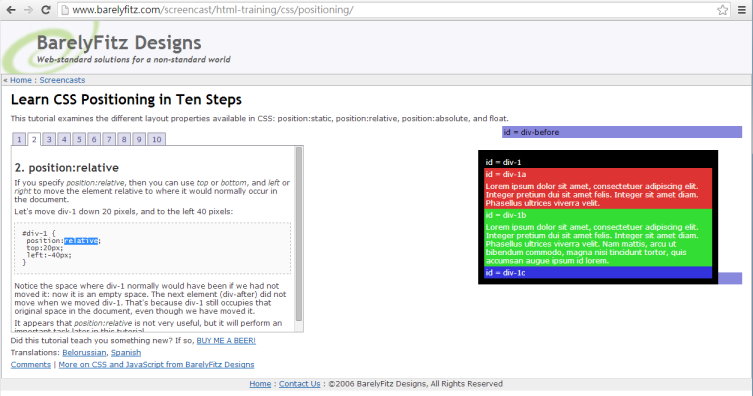 www.barelyfitz.com/screencast/html-training/css/positioning/
BarelyFitz Designs
Web-standard solutions for a non-standard world
« Home : Screencasts
Learn CSS Positioning in Ten Steps
This tutorial examines the different layout properties available in CSS: position:static, position:relative, position:absolute, and float.
1 2 3 4 5 6 7 8 9 10
2. position:relative
If you specify position:relative, then you can use top or bottom, and left or
right to move the element relative to where it would normally occur in
the document.
Let's move div-1 down 20 pixels, and to the left 40 pixels:
#div-1 {
position:relative;
top:20px;
left:-40px;
}
Notice the space where div-1 normally would have been if we had not
moved it: now it is an empty space. The next element (div-after) did not
move when we moved div-1. That's because div-1 still occupies that
original space in the document, even though we have moved it.
It appears that position:relative is not very useful, but it will perform an
important task later in this tutorial.
id = div-before
id = div-1
id = div-1a
Lorem ipsum dolor sit amet, consectetuer adipiscing elit.
Integer pretium dui sit amet felis. Integer sit amet diam.
Phasellus ultrices viverra velit.
id = div-1b
Lorem ipsum dolor sit amet, consectetuer adipiscing elit.
Integer pretium dui sit amet felis. Integer sit amet diam.
Phasellus ultrices viverra velit. Nam mattis, arcu ut
bibendum commodo, magna nisi tincidunt tortor, quis
accumsan augue ipsum id lorem.
id = div-1c
Did this tutorial teach you something new? If so, BUY ME A BEER!
Translations: Belorussian, Spanish
Comments | More on CSS and JavaScript from BarelyFitz Designs
Home : Contact Us : ©2006 BarelyFitz Designs, All Rights Reserved